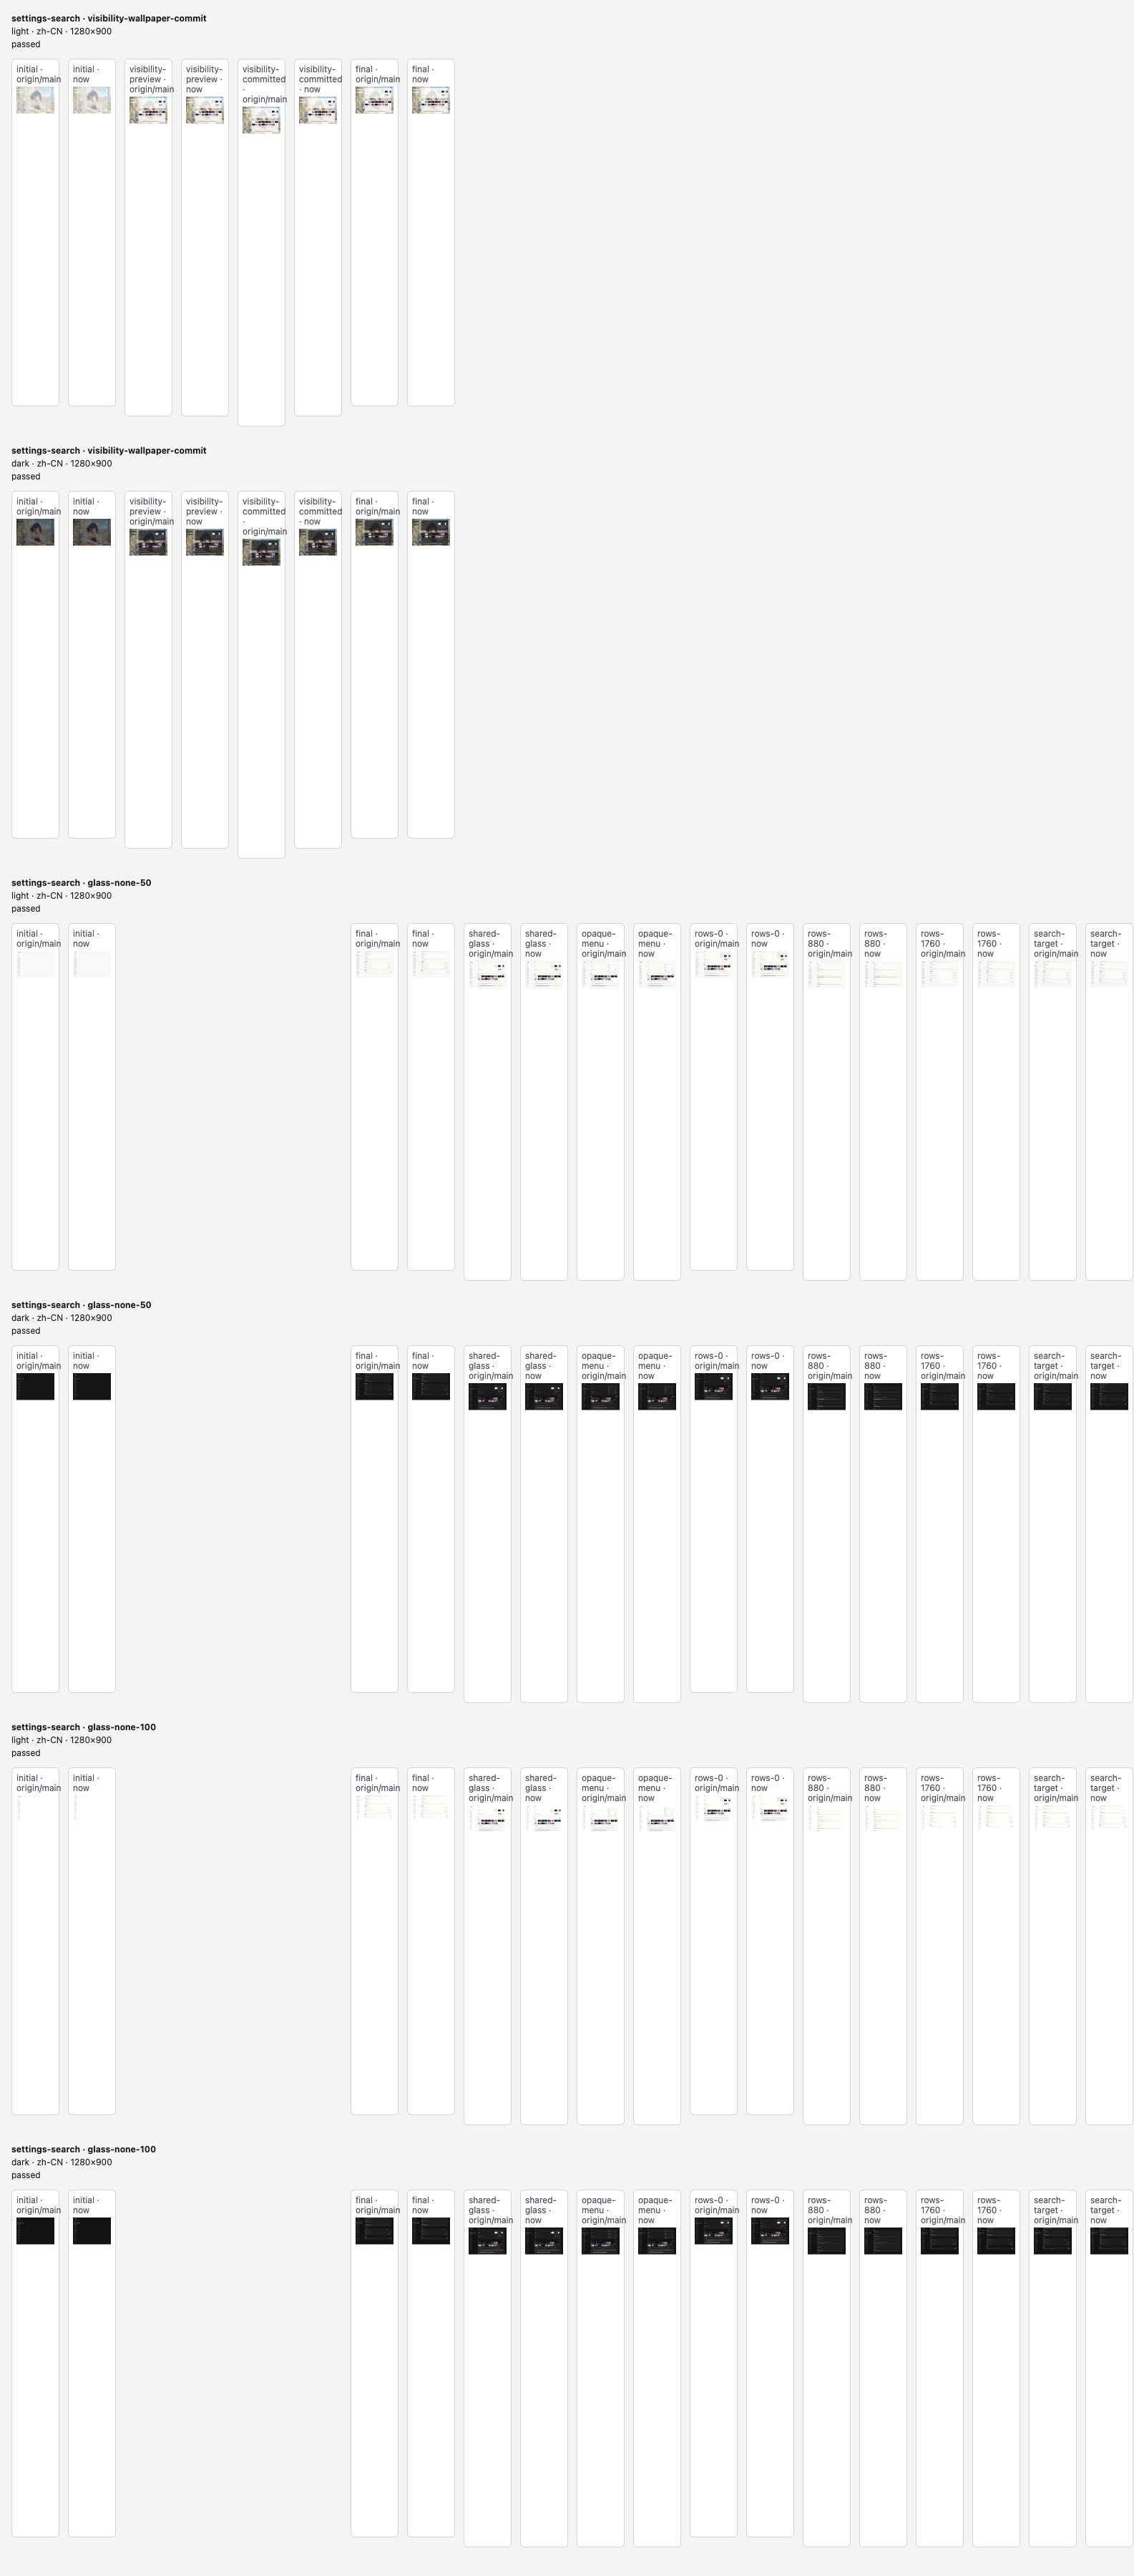 settings-search · visibility-wallpaper-commit
light · zh-CN · 1280×900
passed
initial ·
origin/main
initial ·
now
visibility-
preview ·
origin/main
visibility-
preview ·
now
visibility-
committed
·
origin/main
visibility-
committed
· now
final ·
origin/main
final ·
now
settings-search · visibility-wallpaper-commit
dark · zh-CN · 1280×900
passed
initial ·
origin/main
initial ·
now
visibility-
preview ·
origin/main
visibility-
preview ·
now
visibility-
committed
·
origin/main
visibility-
committed
· now
final ·
origin/main
final ·
now
settings-search · glass-none-50
light · zh-CN · 1280×900
passed
initial ·
origin/main
initial ·
now
final ·
origin/main
final ·
now
shared-
glass ·
origin/main
shared-
glass ·
now
opaque-
menu ·
origin/main
opaque-
menu ·
now
rows-0 ·
origin/main
rows-0 ·
now
rows-
880 ·
origin/main
rows-
880 ·
now
rows-
1760 ·
origin/main
rows-
1760 ·
now
search-
target ·
origin/main
search-
target ·
now
settings-search · glass-none-50
dark · zh-CN · 1280×900
passed
initial ·
origin/main
initial ·
now
final ·
origin/main
final ·
now
shared-
glass ·
origin/main
shared-
glass ·
now
opaque-
menu ·
origin/main
opaque-
menu ·
now
rows-0 ·
origin/main
rows-0 ·
now
rows-
880 ·
origin/main
rows-
880 ·
now
rows-
1760 ·
origin/main
rows-
1760 ·
now
search-
target ·
origin/main
search-
target ·
now
settings-search · glass-none-100
light · zh-CN · 1280×900
passed
initial ·
origin/main
initial ·
now
final ·
origin/main
final ·
now
shared-
glass ·
origin/main
shared-
glass ·
now
opaque-
menu ·
origin/main
opaque-
menu ·
now
rows-0 ·
origin/main
rows-0 ·
now
rows-
880 ·
origin/main
rows-
880 ·
now
rows-
1760 ·
origin/main
rows-
1760 ·
now
search-
target ·
origin/main
search-
target ·
now
settings-search · glass-none-100
dark · zh-CN · 1280×900
passed
initial ·
origin/main
initial ·
now
final ·
origin/main
final ·
now
shared-
glass ·
origin/main
shared-
glass ·
now
opaque-
menu ·
origin/main
opaque-
menu ·
now
rows-0 ·
origin/main
rows-0 ·
now
rows-
880 ·
origin/main
rows-
880 ·
now
rows-
1760 ·
origin/main
rows-
1760 ·
now
search-
target ·
origin/main
search-
target ·
now